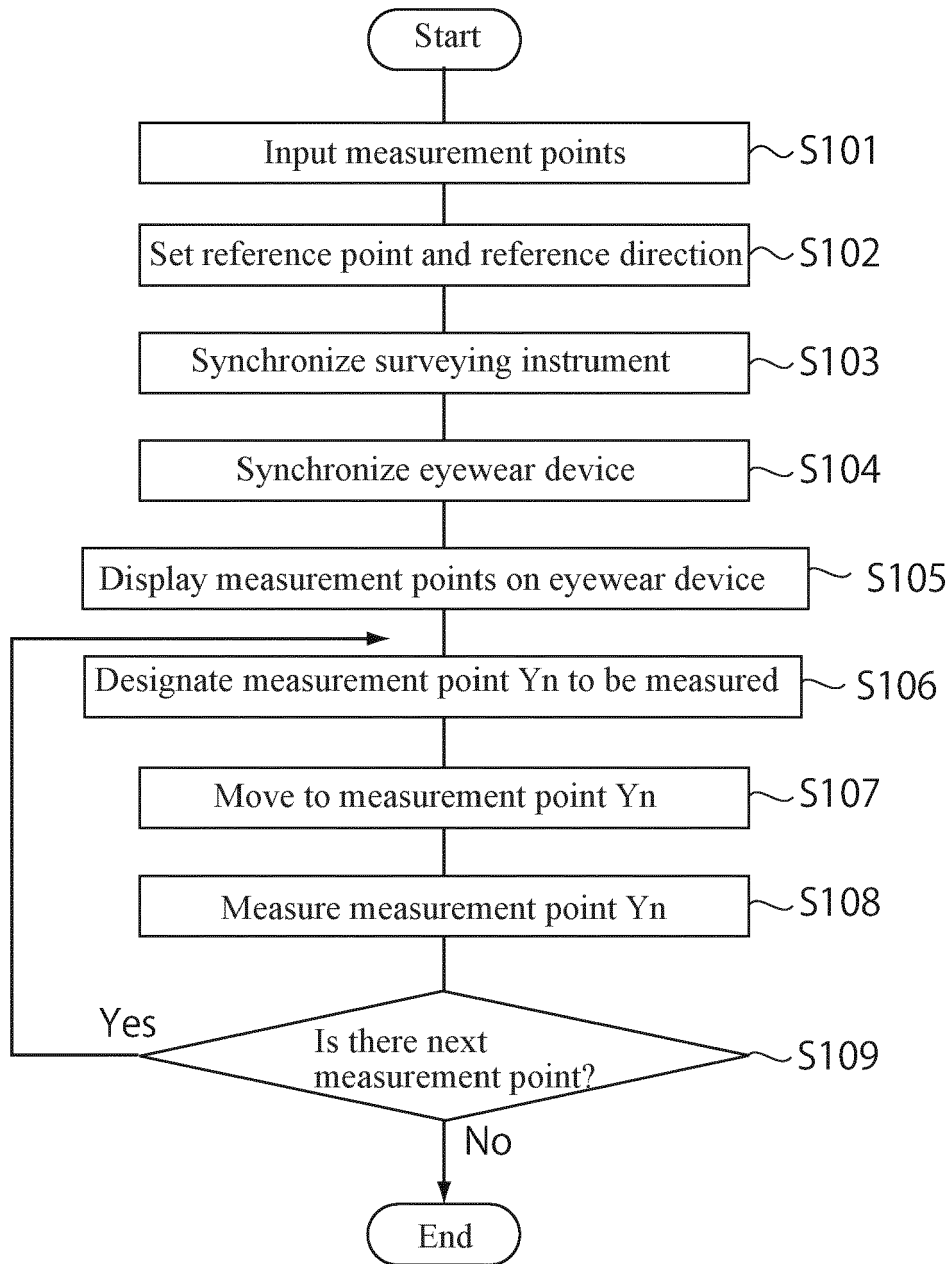 Start
Input measurement points
S101
Set reference point and reference direction
S102
Synchronize surveying instrument
S103
Synchronize eyewear device
S104
Display measurement points on eyewear device
S105
Designate measurement point Yn to be measured
S106
Move to measurement point Yn
S107
Measure measurement point Yn
S108
Yes
Is there next
measurement point?
S109
No
End